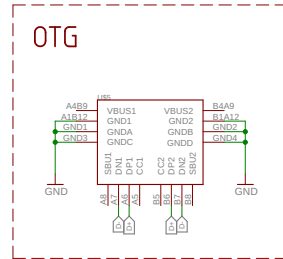 OTG
U$5
A4B9 VBUS1 VBUS2 B4A9
A1B12 GND1 GND2 B1A12
GND1 GNDA GNDB GND2
GND3 GNDC GNDD GND4
SBU1 DN1 DP1 CC1 CC2 DP2 DN2 SBU2
A8 A7 A6 A5 B5 B6 B7 B8
GND GND
D- D+ D+ D-